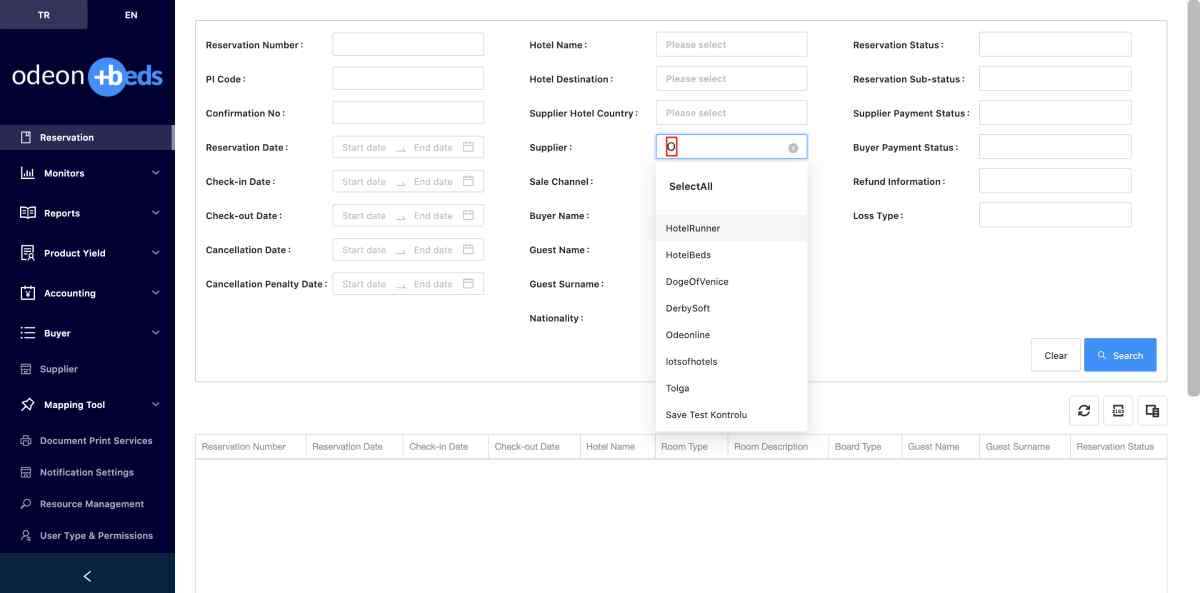 TR
EN
odeon +beds
Reservation
Monitors
Reports
Product Yield
Accounting
Buyer
Supplier
Mapping Tool
Document Print Services
Notification Settings
Resource Management
User Type & Permissions
Reservation Number :
PI Code :
Confirmation No :
Reservation Date : Start date End date
Check-in Date : Start date End date
Check-out Date : Start date End date
Cancellation Date : Start date End date
Cancellation Penalty Date : Start date End date
Hotel Name : Please select
Hotel Destination : Please select
Supplier Hotel Country : Please select
Supplier : O
Sale Channel :
Buyer Name :
Guest Name :
Guest Surname :
Nationality :
SelectAll
HotelRunner
HotelBeds
DogeOfVenice
DerbySoft
Odeonline
lotsofhotels
Tolga
Save Test Kontrolu
Reservation Status :
Reservation Sub-status :
Supplier Payment Status :
Buyer Payment Status :
Refund Information :
Loss Type :
Clear
Search
Reservation Number Reservation Date Check-in Date Check-out Date Hotel Name Room Type Room Description Board Type Guest Name Guest Surname Reservation Status